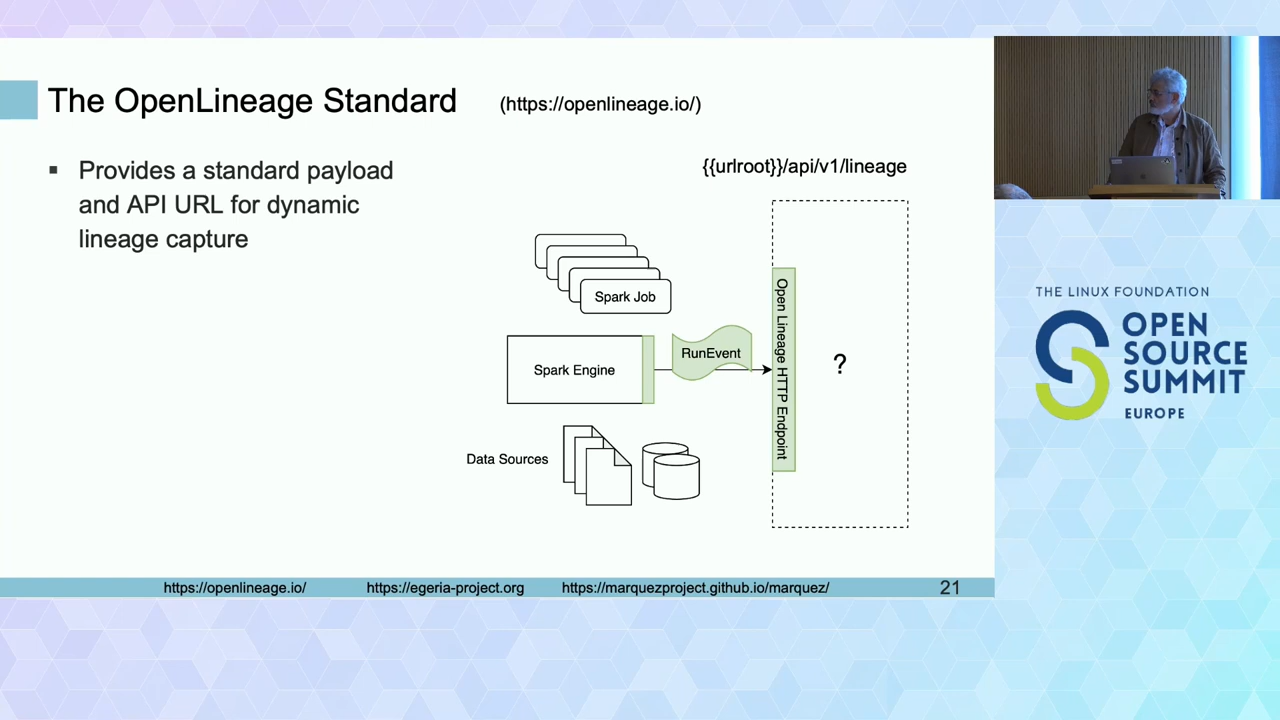 The OpenLineage Standard (https://openlineage.io/)
▪ Provides a standard payload
and API URL for dynamic
lineage capture
{{urlroot}}/api/v1/lineage
Spark Job
Spark Engine
RunEvent
Open Lineage HTTP Endpoint
?
Data Sources
https://openlineage.io/ https://egeria-project.org https://marquezproject.github.io/marquez/ 21
THE LINUX FOUNDATION
OPEN
SOURCE
SUMMIT
EUROPE